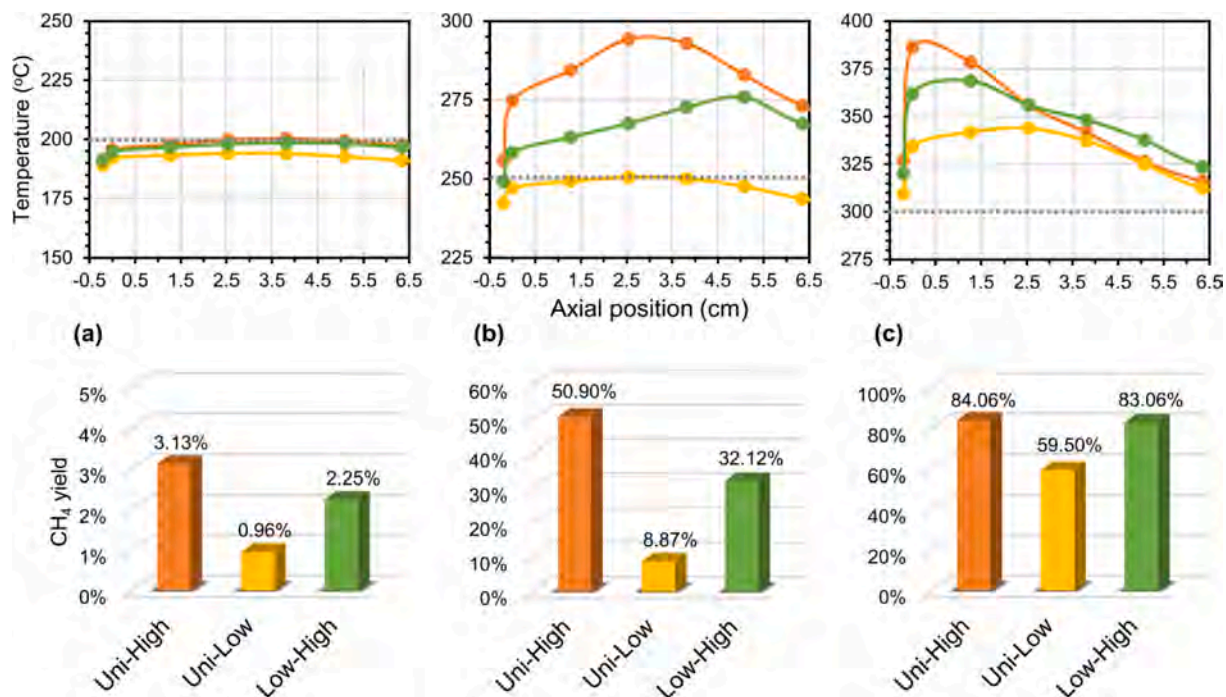 250
225
200
175
150
Temperature (ºC)
-0.5 0.5 1.5 2.5 3.5 4.5 5.5 6.5
300
275
250
225
-0.5 0.5 1.5 2.5 3.5 4.5 5.5 6.5
400
375
350
325
300
275
-0.5 0.5 1.5 2.5 3.5 4.5 5.5 6.5
Axial position (cm)
(a)
(b)
(c)
5%
4%
3%
2%
1%
0%
CH₄ yield
3.13%
0.96%
2.25%
Uni-High
Uni-Low
Low-High
60%
50%
40%
30%
20%
10%
0%
50.90%
8.87%
32.12%
Uni-High
Uni-Low
Low-High
100%
80%
60%
40%
20%
0%
84.06%
59.50%
83.06%
Uni-High
Uni-Low
Low-High